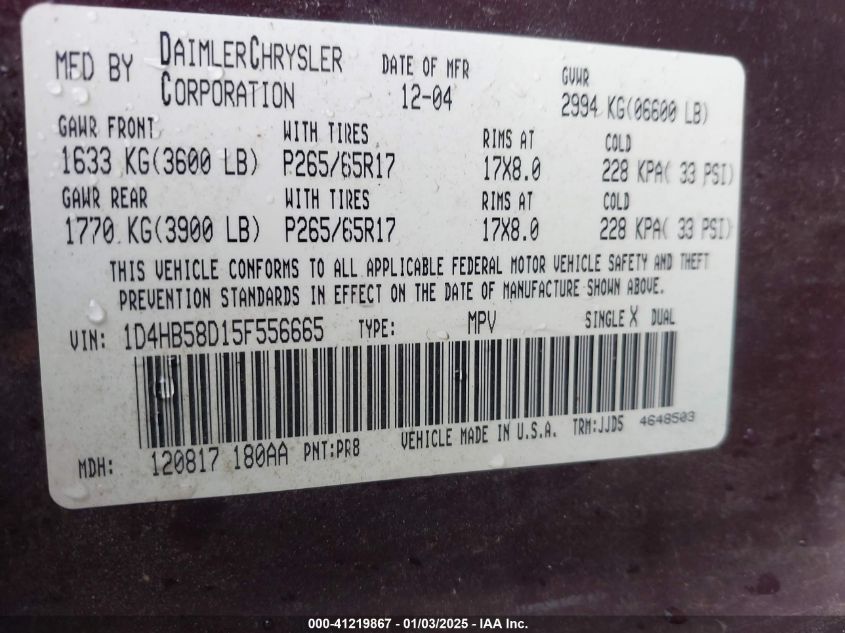 MFD BY DAIMLERCHRYSLER CORPORATION DATE OF MFR 12-04 GVWR 2994 KG(06600 LB)
GAWR FRONT WITH TIRES RIMS AT COLD
1633 KG(3600 LB) P265/65R17 17X8.0 228 KPA( 33 PSI)
GAWR REAR WITH TIRES RIMS AT COLD
1770 KG(3900 LB) P265/65R17 17X8.0 228 KPA( 33 PSI)
THIS VEHICLE CONFORMS TO ALL APPLICABLE FEDERAL MOTOR VEHICLE SAFETY AND THEFT
PREVENTION STANDARDS IN EFFECT ON THE DATE OF MANUFACTURE SHOWN ABOVE.
VIN: 1D4HB58D15F556665 TYPE: MPV SINGLE X DUAL
MDH: 120817 180AA PNT:PR8 VEHICLE MADE IN U.S.A. TRM:JJD5 4648503
000-41219867 - 01/03/2025 - IAA Inc.